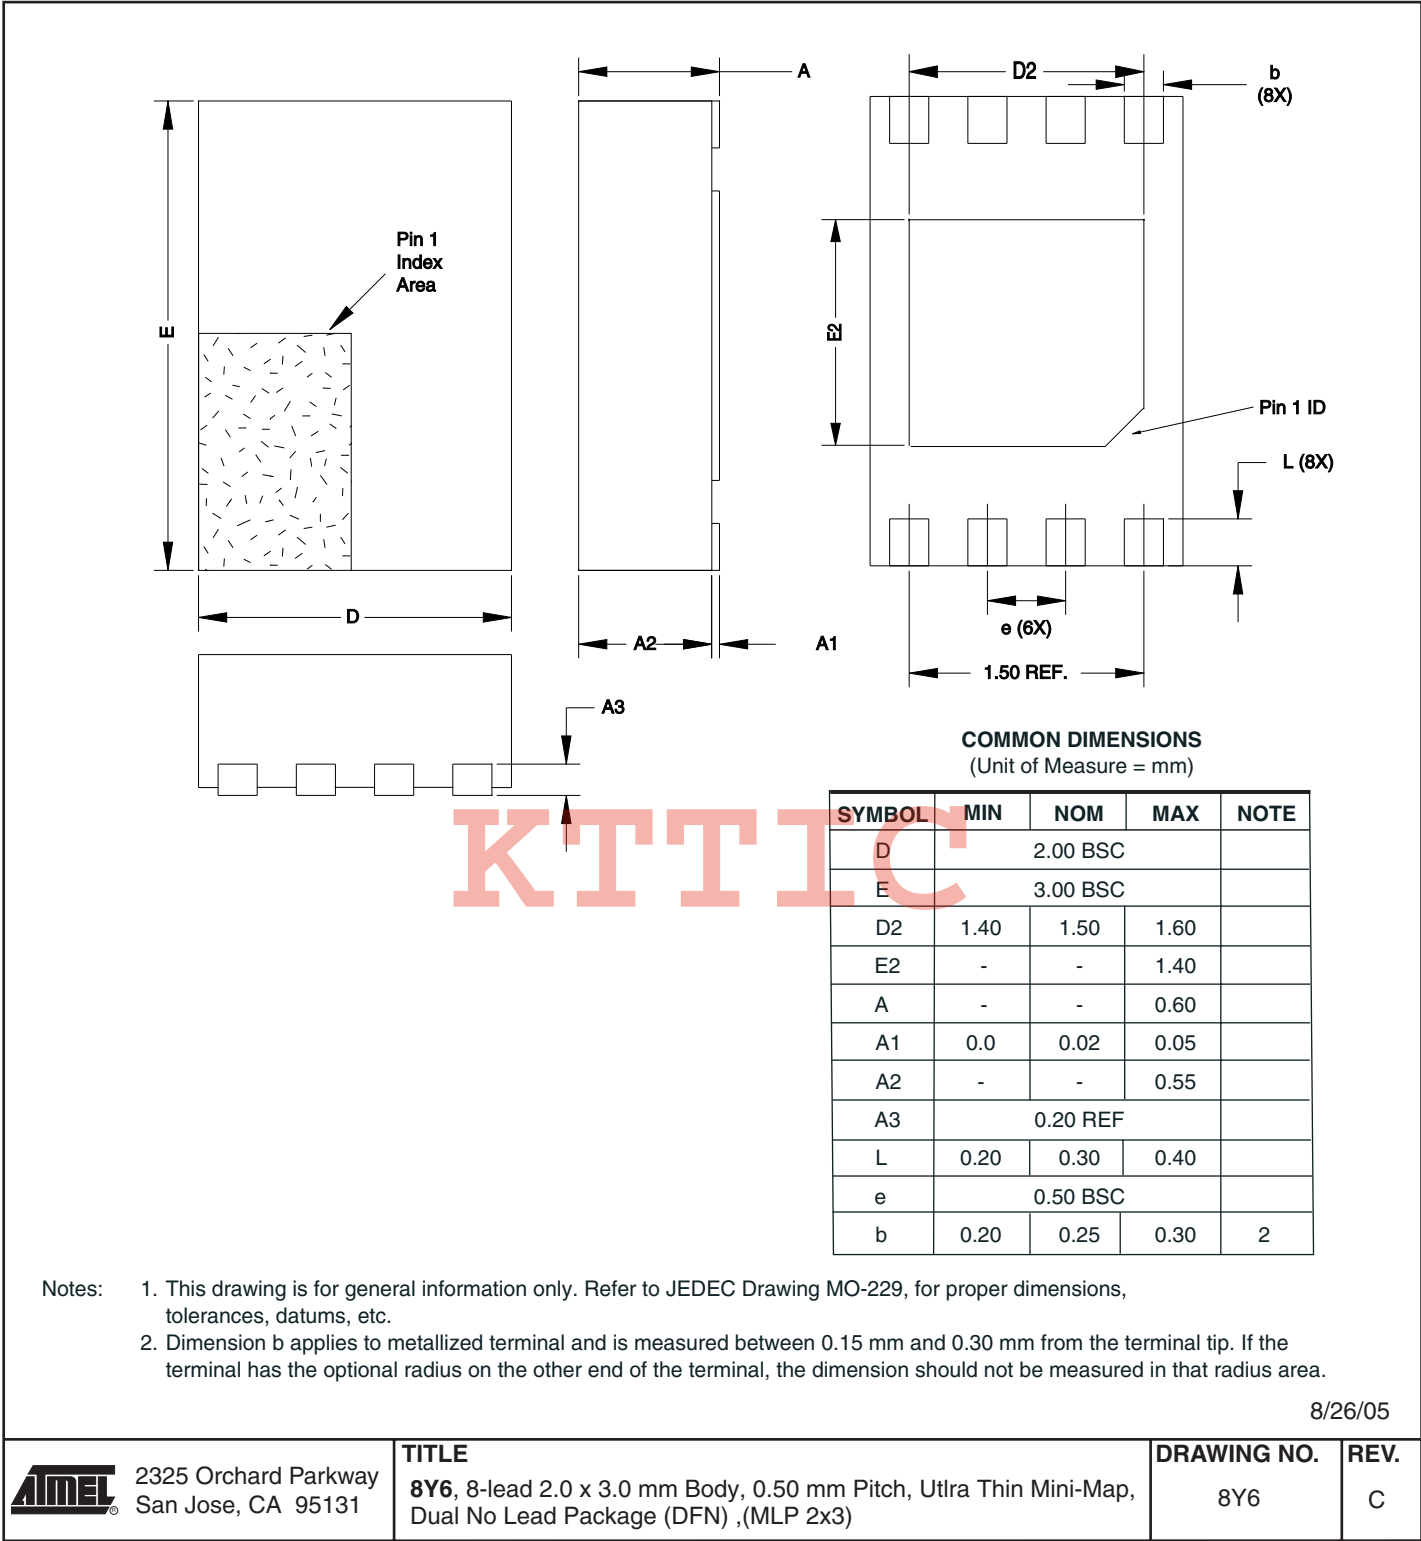 A
D2
b
(8X)
Pin 1
Index
Area
E
E2
Pin 1 ID
L (8X)
D
A2
A1
e (6X)
1.50 REF.
A3
COMMON DIMENSIONS
(Unit of Measure = mm)
SYMBOL MIN NOM MAX NOTE
D 2.00 BSC
E 3.00 BSC
D2 1.40 1.50 1.60
E2 - - 1.40
A - - 0.60
A1 0.0 0.02 0.05
A2 - - 0.55
A3 0.20 REF
L 0.20 0.30 0.40
e 0.50 BSC
b 0.20 0.25 0.30 2
KTTIC
Notes: 1. This drawing is for general information only. Refer to JEDEC Drawing MO-229, for proper dimensions,
tolerances, datums, etc.
2. Dimension b applies to metallized terminal and is measured between 0.15 mm and 0.30 mm from the terminal tip. If the
terminal has the optional radius on the other end of the terminal, the dimension should not be measured in that radius area.
8/26/05
ATMEL ®
2325 Orchard Parkway
San Jose, CA 95131
TITLE
8Y6, 8-lead 2.0 x 3.0 mm Body, 0.50 mm Pitch, Utlra Thin Mini-Map,
Dual No Lead Package (DFN) ,(MLP 2x3)
DRAWING NO.
8Y6
REV.
C